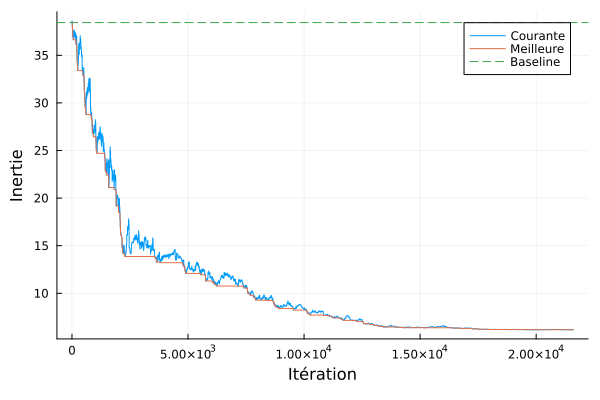 Inertie
35
30
25
20
15
10
Courante
Meilleure
Baseline
0
5.00×10³
1.00×10⁴
1.50×10⁴
2.00×10⁴
Itération